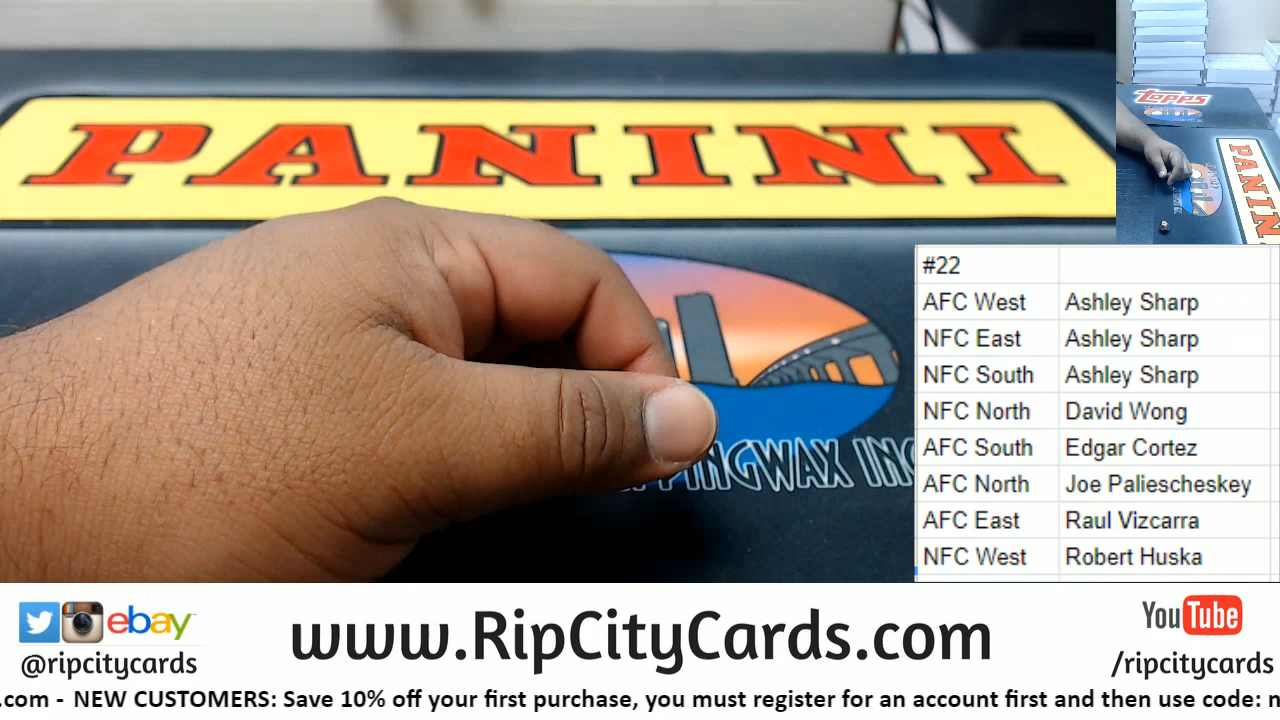 PANINI
Topps
PANINI
PPINGWAX INC
#22
AFC West Ashley Sharp
NFC East Ashley Sharp
NFC South Ashley Sharp
NFC North David Wong
AFC South Edgar Cortez
AFC North Joe Paliescheskey
AFC East Raul Vizcarra
NFC West Robert Huska
ebay
@ripcitycards
www.RipCityCards.com
YouTube
/ripcitycards
.com - NEW CUSTOMERS: Save 10% off your first purchase, you must register for an account first and then use code: n